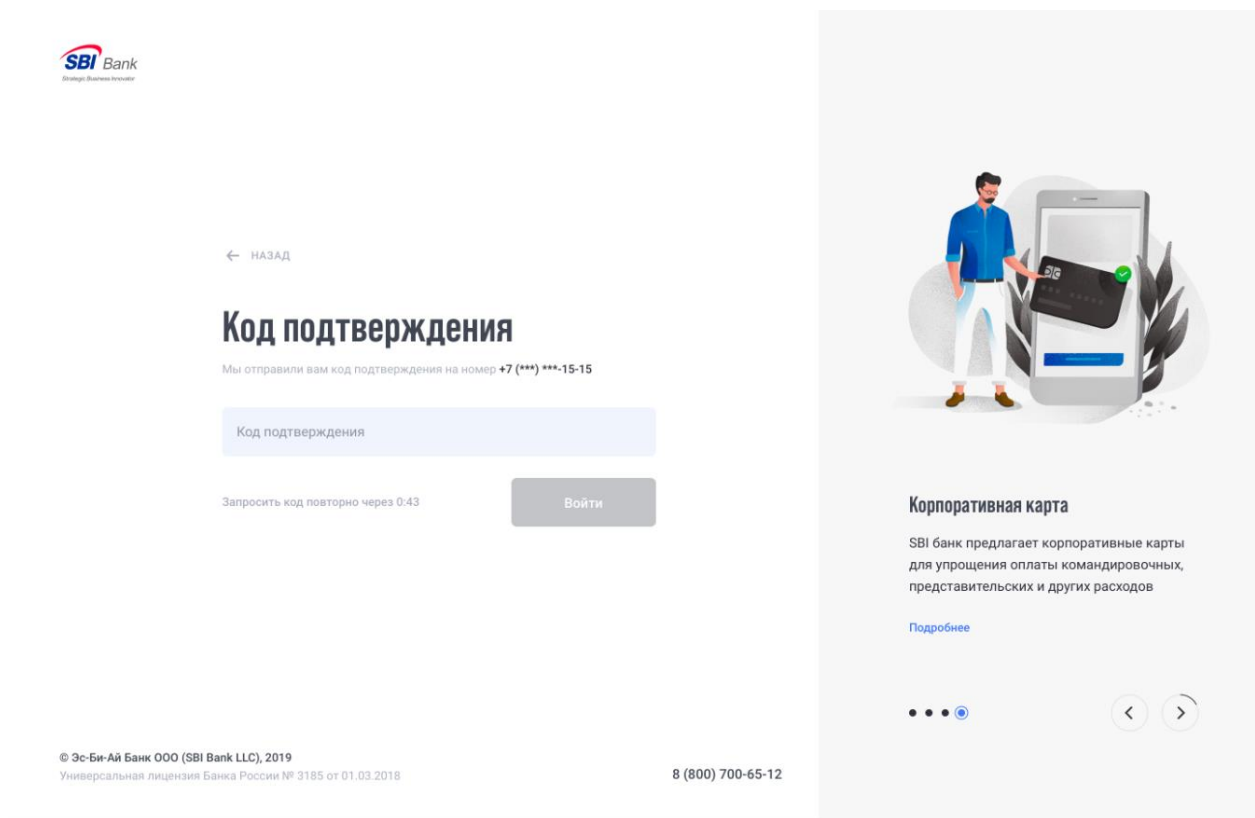 SBI Bank
Strategic Business Innovator
НАЗАД
Код подтверждения
Мы отправили вам код подтверждения на номер +7 (***) ***-15-15
Код подтверждения
Запросить код повторно через 0:43
Войти
© Эс-Би-Ай Банк ООО (SBI Bank LLC), 2019
Универсальная лицензия Банка России № 3185 от 01.03.2018
8 (800) 700-65-12
Корпоративная карта
SBI банк предлагает корпоративные карты
для упрощения оплаты командировочных,
представительских и других расходов
Подробнее